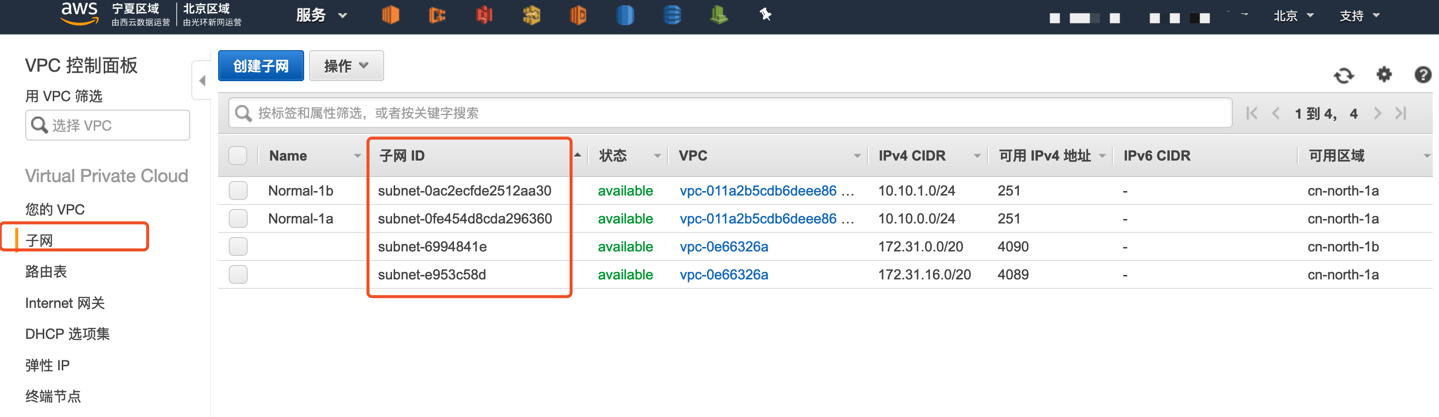 aws 宁夏区域 由西云数据运营 北京区域 由光环新网运营 服务 北京 支持
VPC 控制面板
用 VPC 筛选
选择 VPC
Virtual Private Cloud
您的 VPC
子网
路由表
Internet 网关
DHCP 选项集
弹性 IP
终端节点
创建子网 操作
按标签和属性筛选，或者按关键字搜索 1 到 4， 4
Name 子网 ID 状态 VPC IPv4 CIDR 可用 IPv4 地址 IPv6 CIDR 可用区域
Normal-1b subnet-0ac2ecfde2512aa30 available vpc-011a2b5cdb6deee86 … 10.10.1.0/24 251 - cn-north-1a
Normal-1a subnet-0fe454d8cda296360 available vpc-011a2b5cdb6deee86 … 10.10.0.0/24 251 - cn-north-1a
subnet-6994841e available vpc-0e66326a 172.31.0.0/20 4090 - cn-north-1b
subnet-e953c58d available vpc-0e66326a 172.31.16.0/20 4089 - cn-north-1a